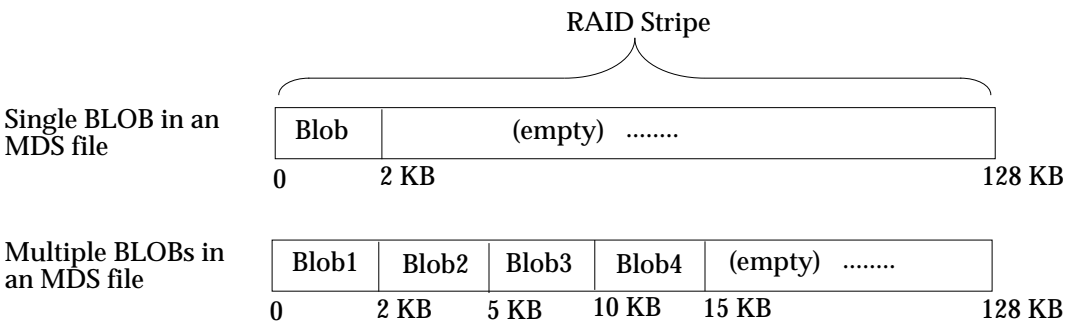 RAID Stripe
Single BLOB in an
MDS file
Blob (empty) ........
0 2 KB 128 KB
Multiple BLOBs in
an MDS file
Blob1 Blob2 Blob3 Blob4 (empty) ........
0 2 KB 5 KB 10 KB 15 KB 128 KB